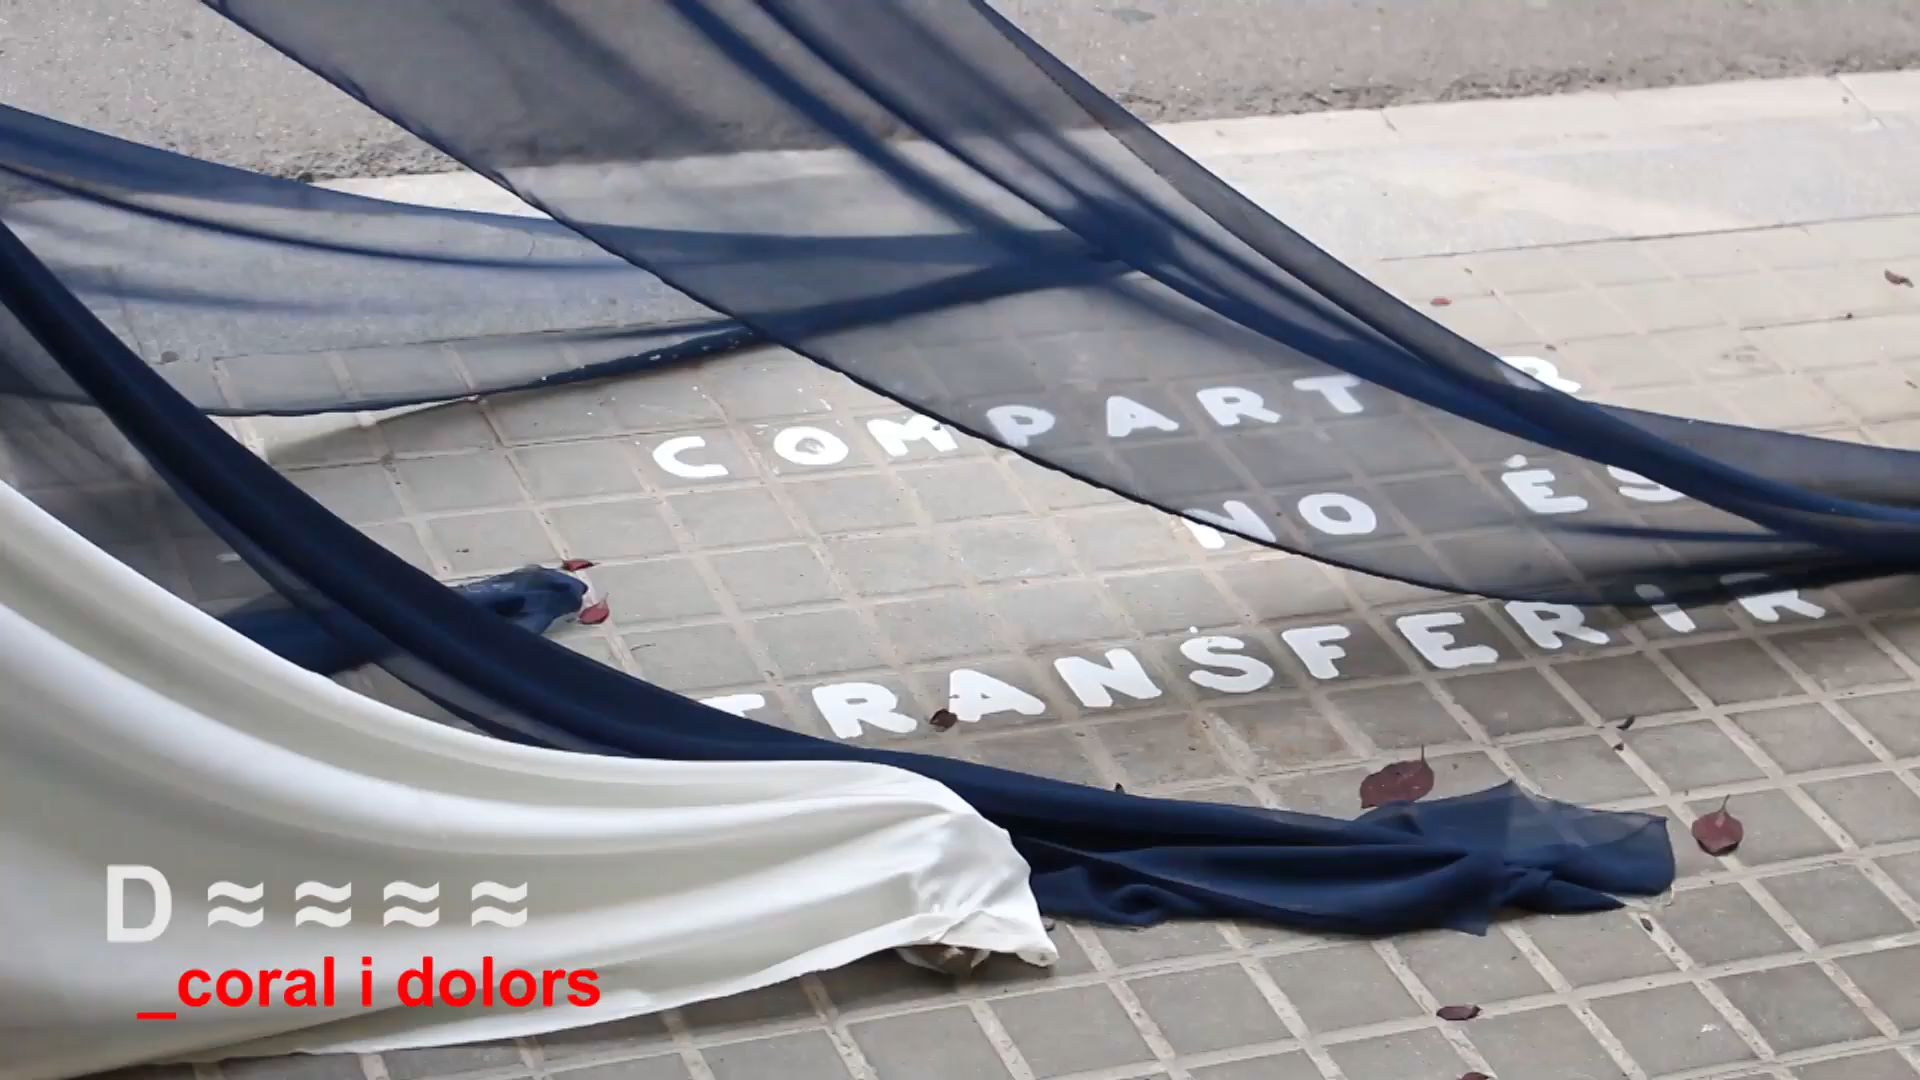 COMPARTIR
NO ÉS
TRANSFERIR
D ≈ ≈ ≈ ≈
_coral i dolors